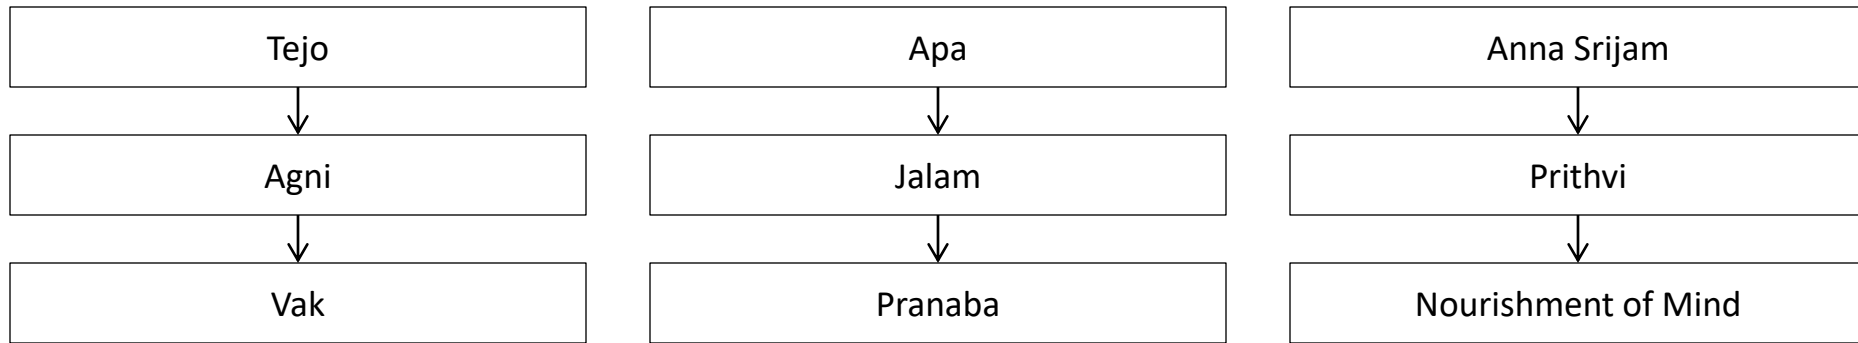 Tejo
Apa
Anna Srijam
Agni
Jalam
Prithvi
Vak
Pranaba
Nourishment of Mind